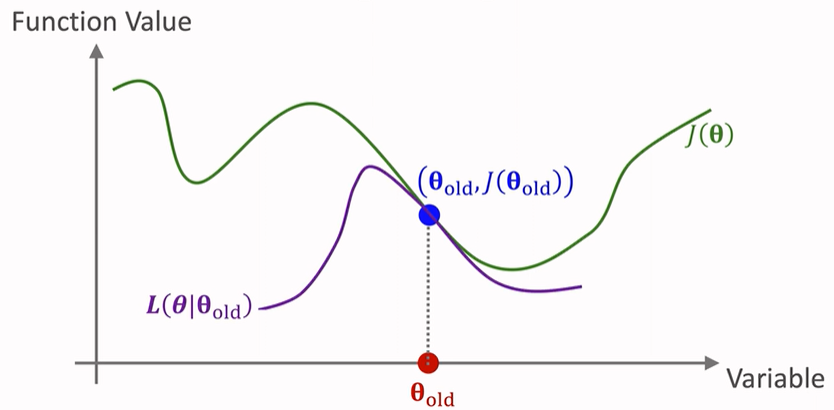 Function Value
J(θ)
(θold, J(θold))
L(θ|θold)
Variable
θold